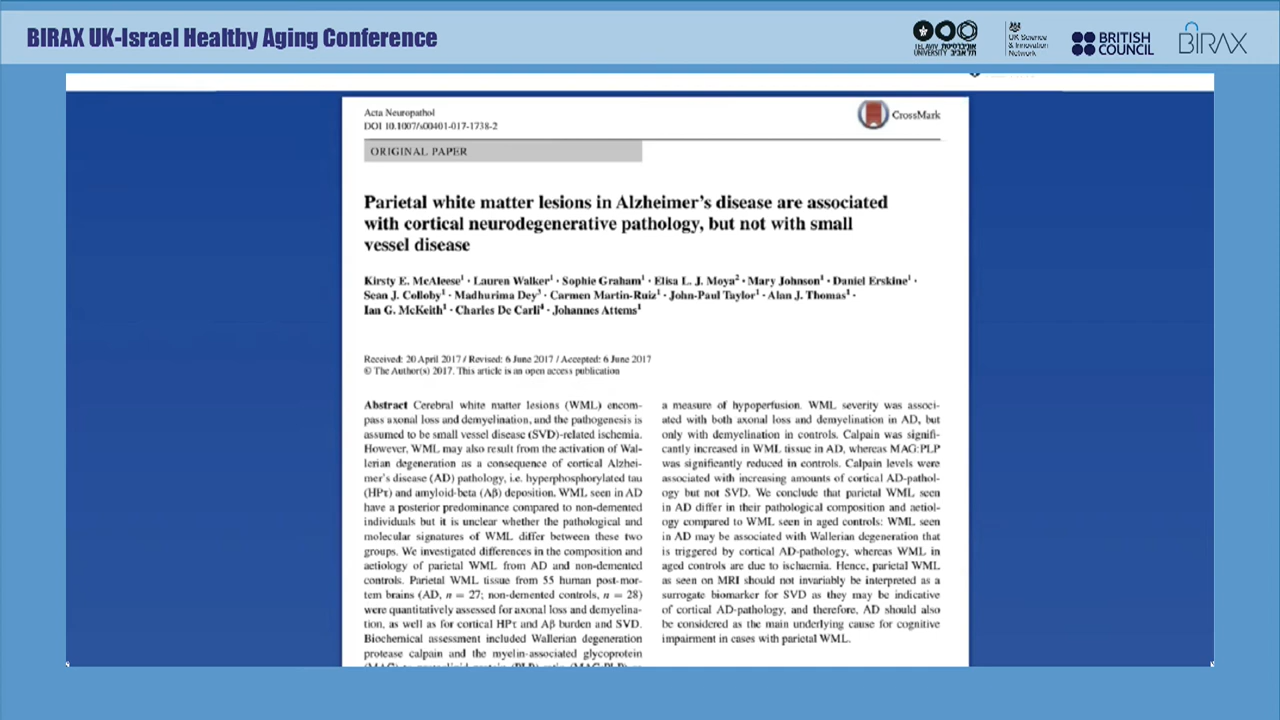 BIRAX UK-Israel Healthy Aging Conference
TEL AVIV אוניברסיטת
UNIVERSITY תל אביב
UK Science
& Innovation
Network
BRITISH
COUNCIL
BIRAX
Acta Neuropathol
DOI 10.1007/s00401-017-1738-2
CrossMark
ORIGINAL PAPER
Parietal white matter lesions in Alzheimer's disease are associated
with cortical neurodegenerative pathology, but not with small
vessel disease
Kirsty E. McAleese1 · Lauren Walker1 · Sophie Graham1 · Elisa L. J. Moya2 · Mary Johnson1 · Daniel Erskine1 ·
Sean J. Colloby1 · Madhurima Dey3 · Carmen Martin-Ruiz1 · John-Paul Taylor1 · Alan J. Thomas1 ·
Ian G. McKeith1 · Charles De Carli4 · Johannes Attems1
Received: 20 April 2017 / Revised: 6 June 2017 / Accepted: 6 June 2017
© The Author(s) 2017. This article is an open access publication
Abstract Cerebral white matter lesions (WML) encom-
pass axonal loss and demyelination, and the pathogenesis is
assumed to be small vessel disease (SVD)-related ischemia.
However, WML may also result from the activation of Wal-
lerian degeneration as a consequence of cortical Alzhei-
mer's disease (AD) pathology, i.e. hyperphosphorylated tau
(HPτ) and amyloid-beta (Aβ) deposition. WML seen in AD
have a posterior predominance compared to non-demented
individuals but it is unclear whether the pathological and
molecular signatures of WML differ between these two
groups. We investigated differences in the composition and
aetiology of parietal WML from AD and non-demented
controls. Parietal WML tissue from 55 human post-mor-
tem brains (AD, n = 27; non-demented controls, n = 28)
were quantitatively assessed for axonal loss and demyelina-
tion, as well as for cortical HPτ and Aβ burden and SVD.
Biochemical assessment included Wallerian degeneration
protease calpain and the myelin-associated glycoprotein
a measure of hypoperfusion. WML severity was associ-
ated with both axonal loss and demyelination in AD, but
only with demyelination in controls. Calpain was signifi-
cantly increased in WML tissue in AD, whereas MAG:PLP
was significantly reduced in controls. Calpain levels were
associated with increasing amounts of cortical AD-pathol-
ogy but not SVD. We conclude that parietal WML seen
in AD differ in their pathological composition and aetiol-
ogy compared to WML seen in aged controls: WML seen
in AD may be associated with Wallerian degeneration that
is triggered by cortical AD-pathology, whereas WML in
aged controls are due to ischaemia. Hence, parietal WML
as seen on MRI should not invariably be interpreted as a
surrogate biomarker for SVD as they may be indicative
of cortical AD-pathology, and therefore, AD should also
be considered as the main underlying cause for cognitive
impairment in cases with parietal WML.